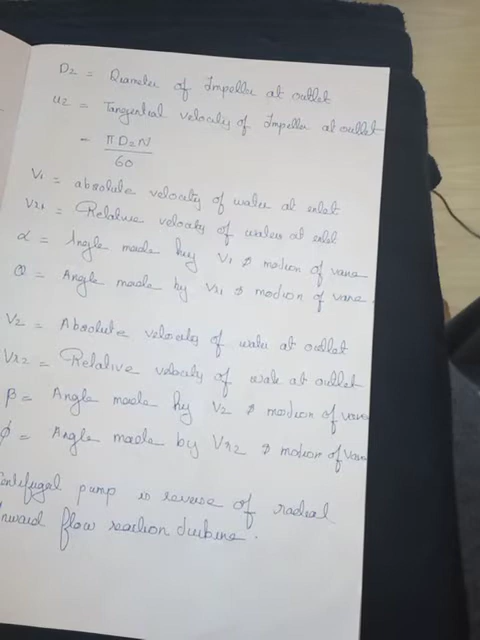 D2 = Diameter of Impeller at outlet
u2 = Tangential velocity of Impeller at outlet
= πD2N
60
V1 = absolute velocity of water at inlet
Vr1 = Relative velocity of water at inlet
α = Angle made by V1 & motion of vane
θ = Angle made by Vr1 & motion of vane.
V2 = Absolute velocity of water at outlet
Vr2 = Relative velocity of water at outlet
β = Angle made by V2 & motion of vane
ϕ = Angle made by Vr2 & motion of vane
Centrifugal pump is reverse of radial
Inward flow reaction turbine.